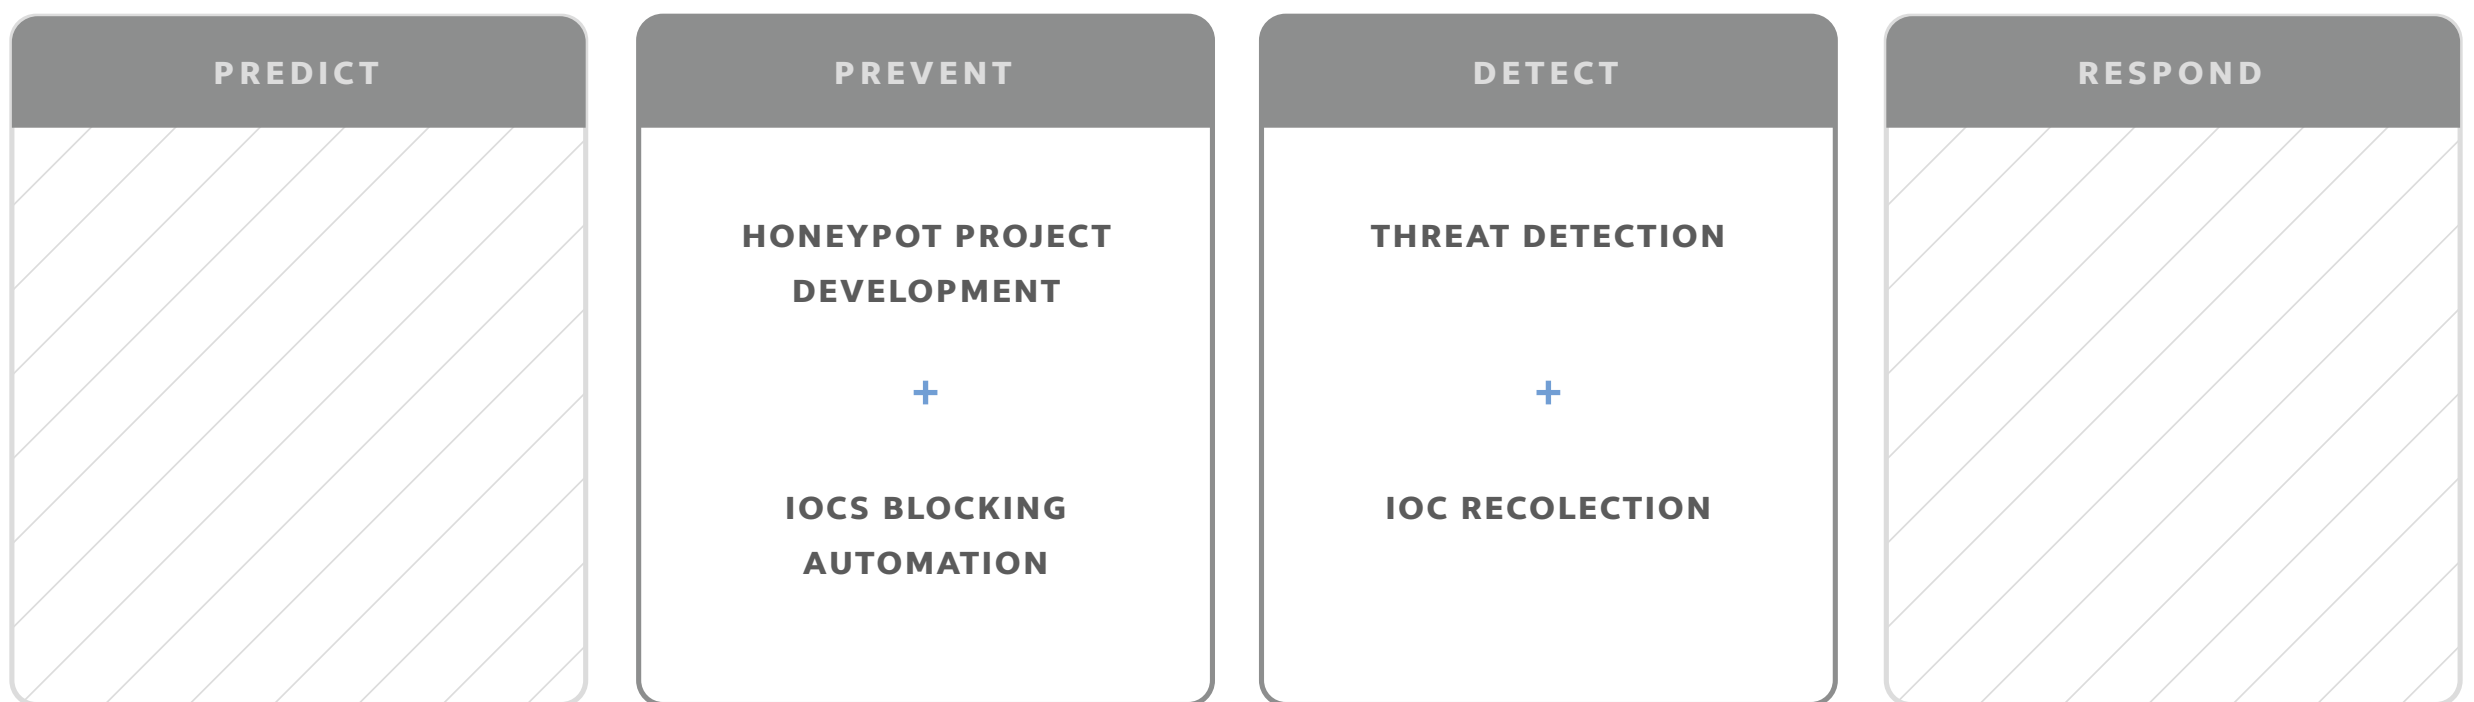 PREDICT
PREVENT
DETECT
RESPOND
HONEYPOT PROJECT
DEVELOPMENT
+
IOCS BLOCKING
AUTOMATION
THREAT DETECTION
+
IOC RECOLECTION